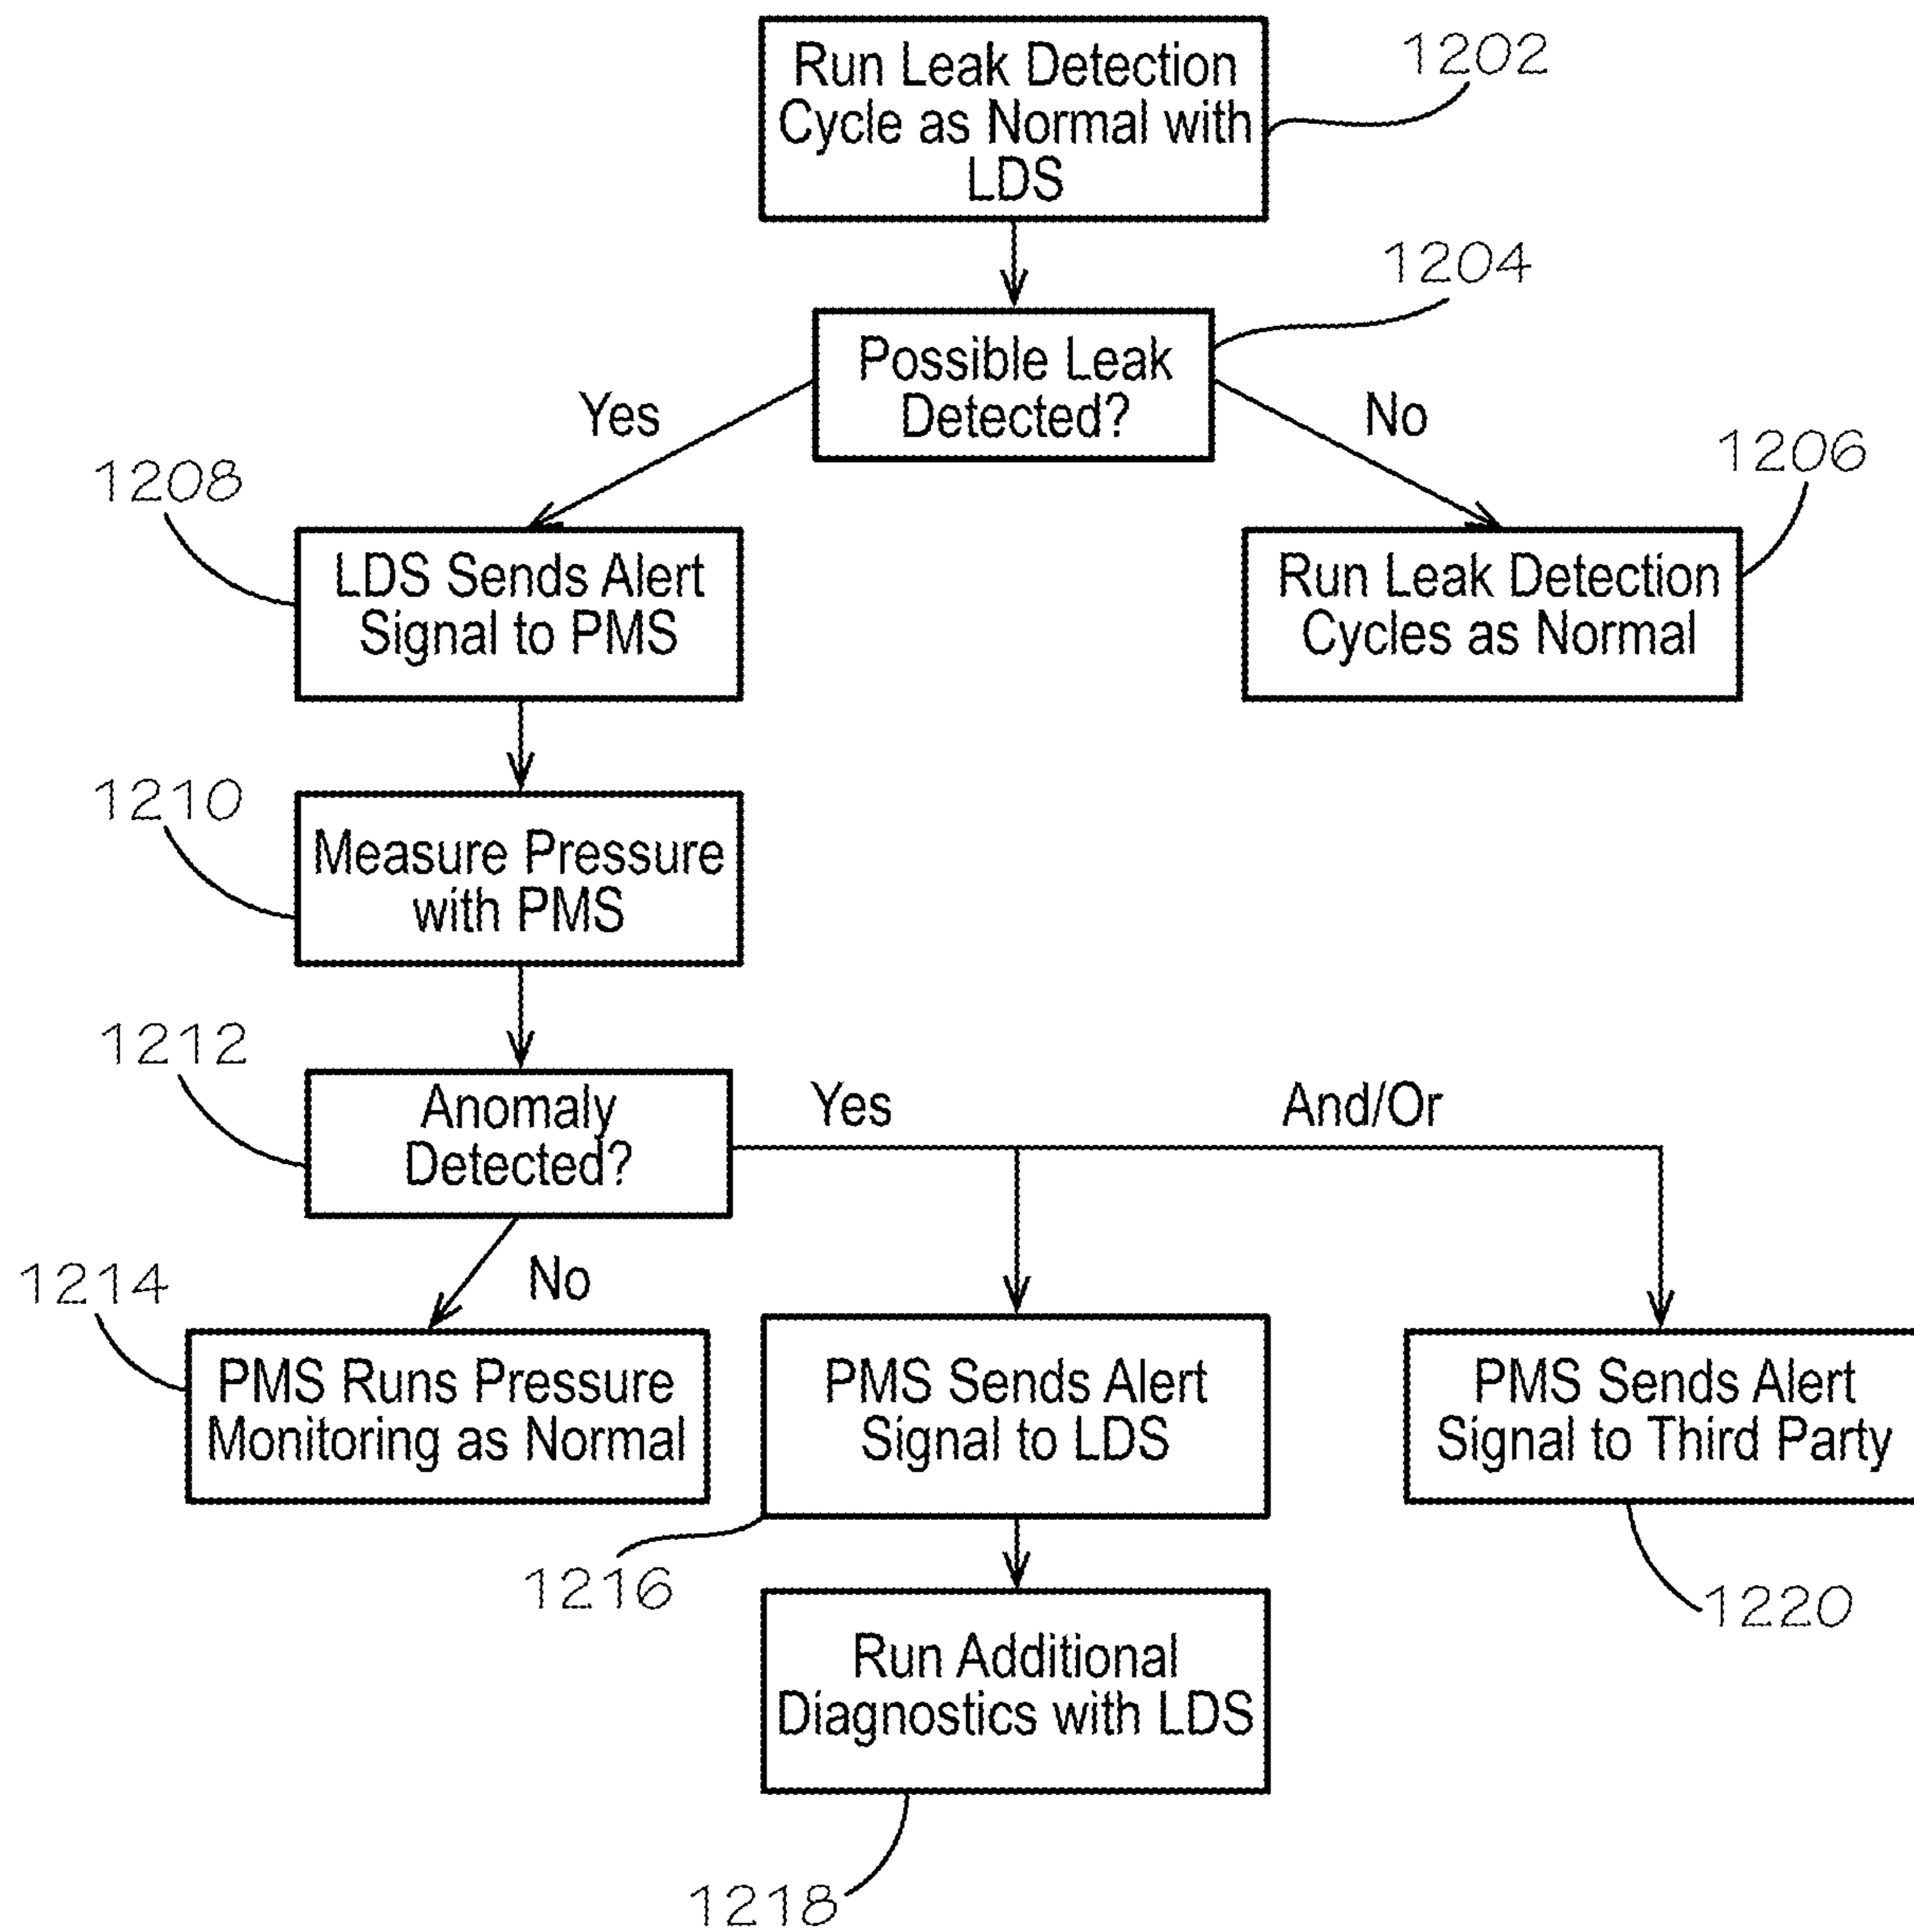 Run Leak Detection
Cycle as Normal with
LDS
1202
1204
Possible Leak
Detected?
Yes
No
1206
1208
LDS Sends Alert
Signal to PMS
Run Leak Detection
Cycles as Normal
1210
Measure Pressure
with PMS
1212
Anomaly
Detected?
Yes
And/Or
No
1214
PMS Runs Pressure
Monitoring as Normal
PMS Sends Alert
Signal to LDS
PMS Sends Alert
Signal to Third Party
1216
1220
Run Additional
Diagnostics with LDS
1218